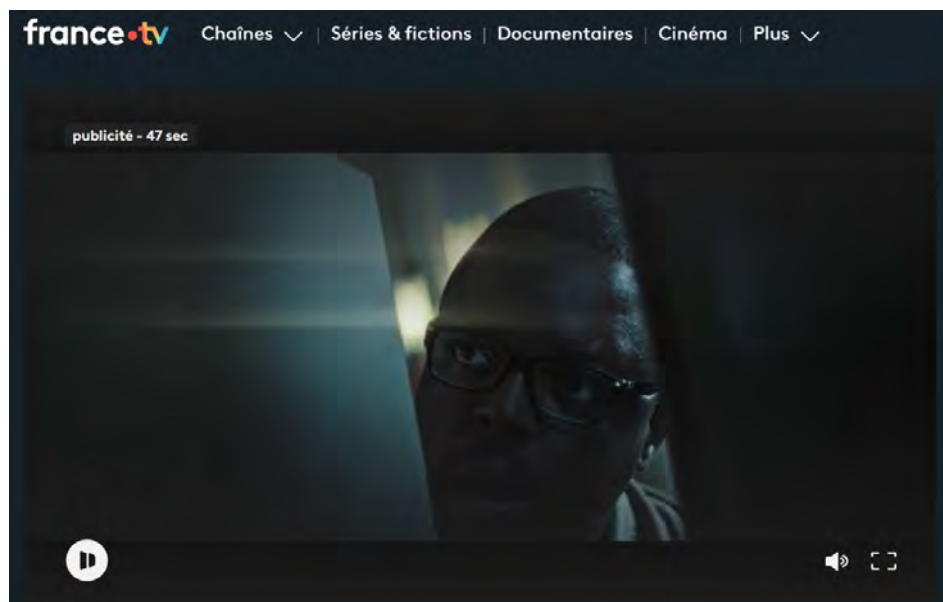 france•tv Chaînes | Séries & fictions | Documentaires | Cinéma | Plus
publicité - 47 sec